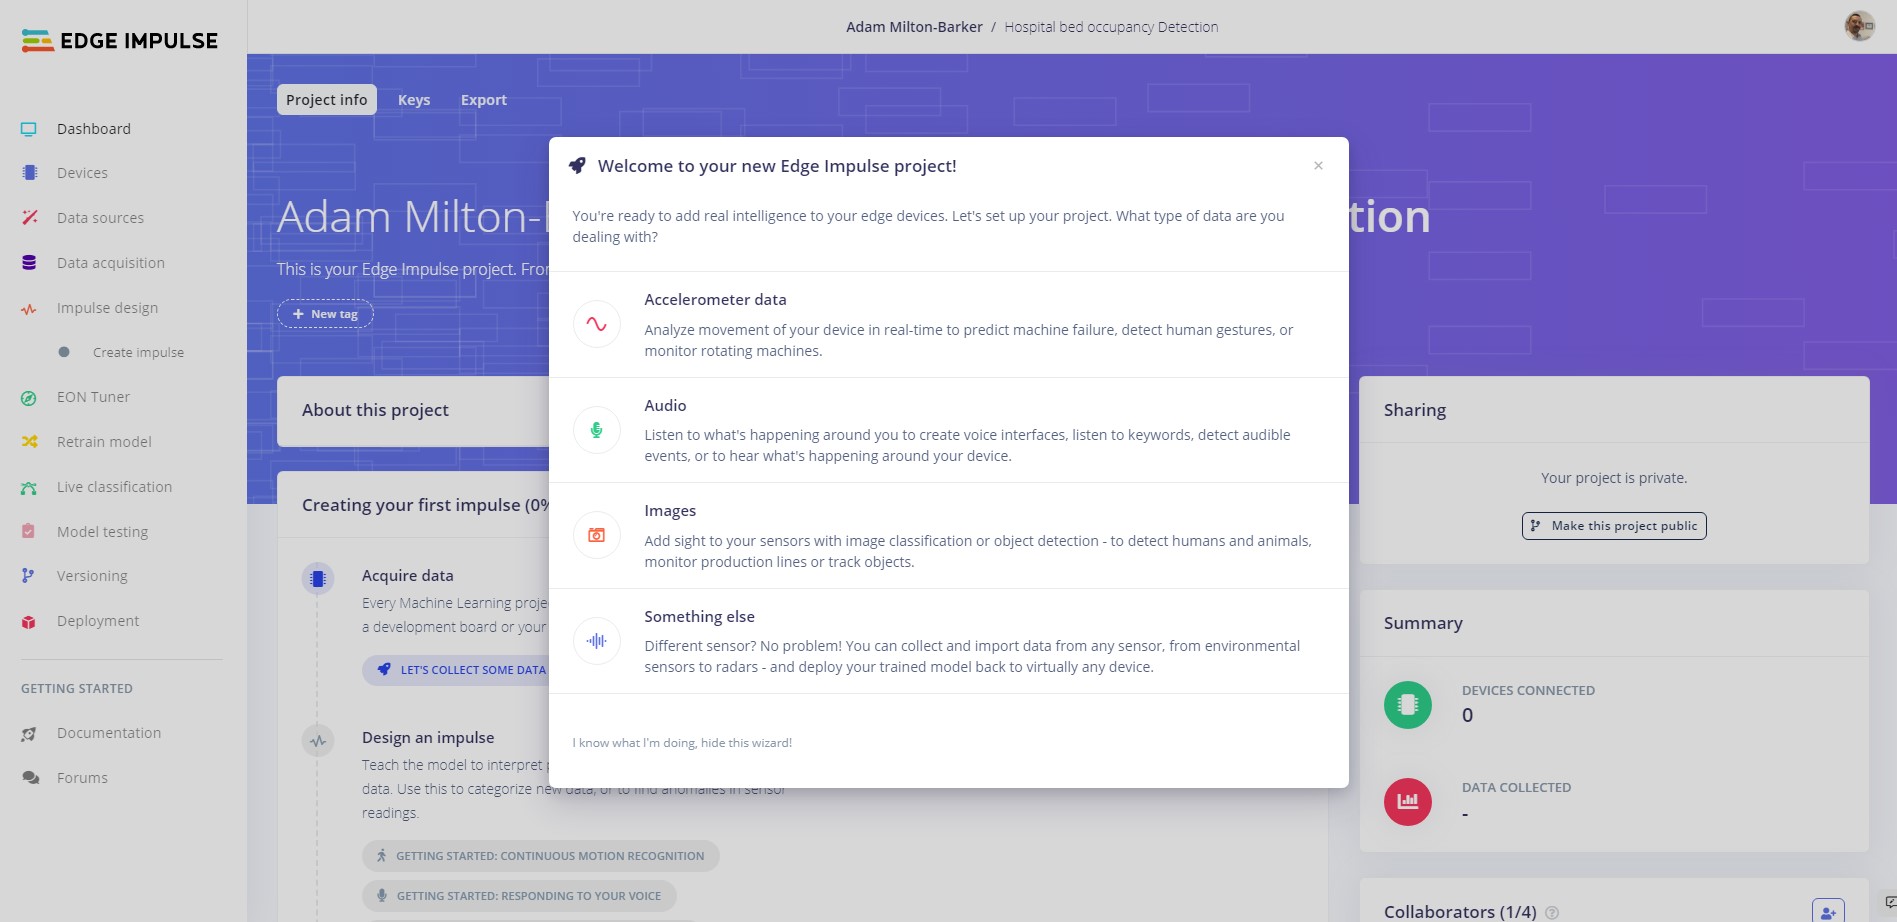 EDGE IMPULSE
Adam Milton-Barker / Hospital bed occupancy Detection
Dashboard
Devices
Data sources
Data acquisition
Impulse design
Create impulse
EON Tuner
Retrain model
Live classification
Model testing
Versioning
Deployment
GETTING STARTED
Documentation
Forums
Project info Keys Export
Adam Milton- tion
This is your Edge Impulse project. From
New tag
About this project
Creating your first impulse (0%
Acquire data
Every Machine Learning proje
a development board or your
LET'S COLLECT SOME DATA
Design an impulse
Teach the model to interpret
data. Use this to categorize new data, or to find anomalies in sensor
readings.
GETTING STARTED: CONTINUOUS MOTION RECOGNITION
GETTING STARTED: RESPONDING TO YOUR VOICE
Welcome to your new Edge Impulse project!
×
You're ready to add real intelligence to your edge devices. Let's set up your project. What type of data are you
dealing with?
Accelerometer data
Analyze movement of your device in real-time to predict machine failure, detect human gestures, or
monitor rotating machines.
Audio
Listen to what's happening around you to create voice interfaces, listen to keywords, detect audible
events, or to hear what's happening around your device.
Images
Add sight to your sensors with image classification or object detection - to detect humans and animals,
monitor production lines or track objects.
Something else
Different sensor? No problem! You can collect and import data from any sensor, from environmental
sensors to radars - and deploy your trained model back to virtually any device.
I know what I'm doing, hide this wizard!
Sharing
Your project is private.
Make this project public
Summary
DEVICES CONNECTED
0
DATA COLLECTED
-
Collaborators (1/4) ?